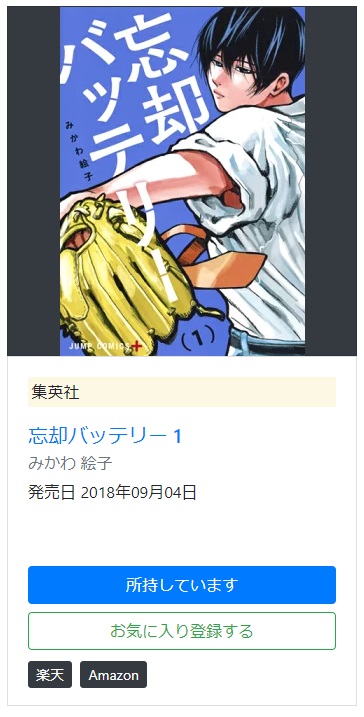 忘却
バッテリー
みかわ絵子
(1)
JUMP COMICS+
集英社
忘却バッテリー 1
みかわ 絵子
発売日 2018年09月04日
所持しています
お気に入り登録する
楽天 Amazon